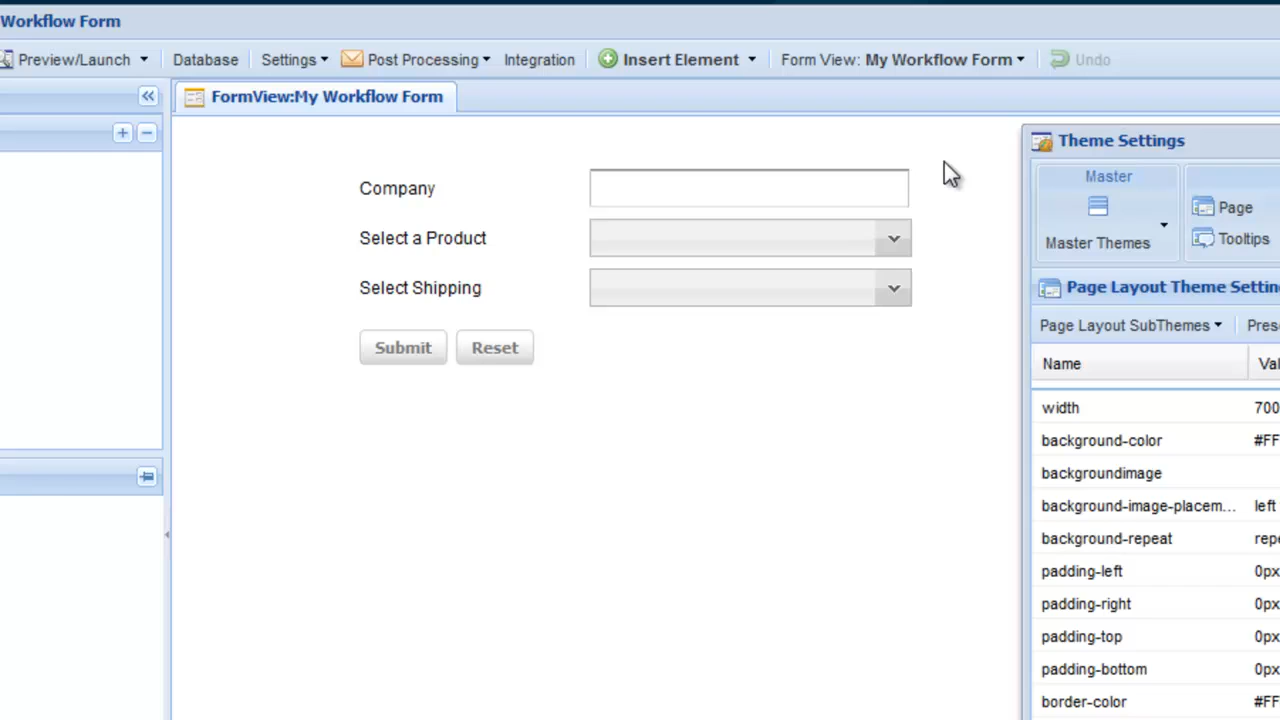 Workflow Form
Preview/Launch Database Settings Post Processing Integration Insert Element Form View: My Workflow Form Undo
FormView:My Workflow Form
Theme Settings
Master
Master Themes
Page
Tooltips
Company
Select a Product
Select Shipping
Submit Reset
Page Layout Theme Settin
Page Layout SubThemes Pres
Name Val
width 700
background-color #FF
backgroundimage
background-image-placem... left
background-repeat repe
padding-left 0px
padding-right 0px
padding-top 0px
padding-bottom 0px
border-color #FF